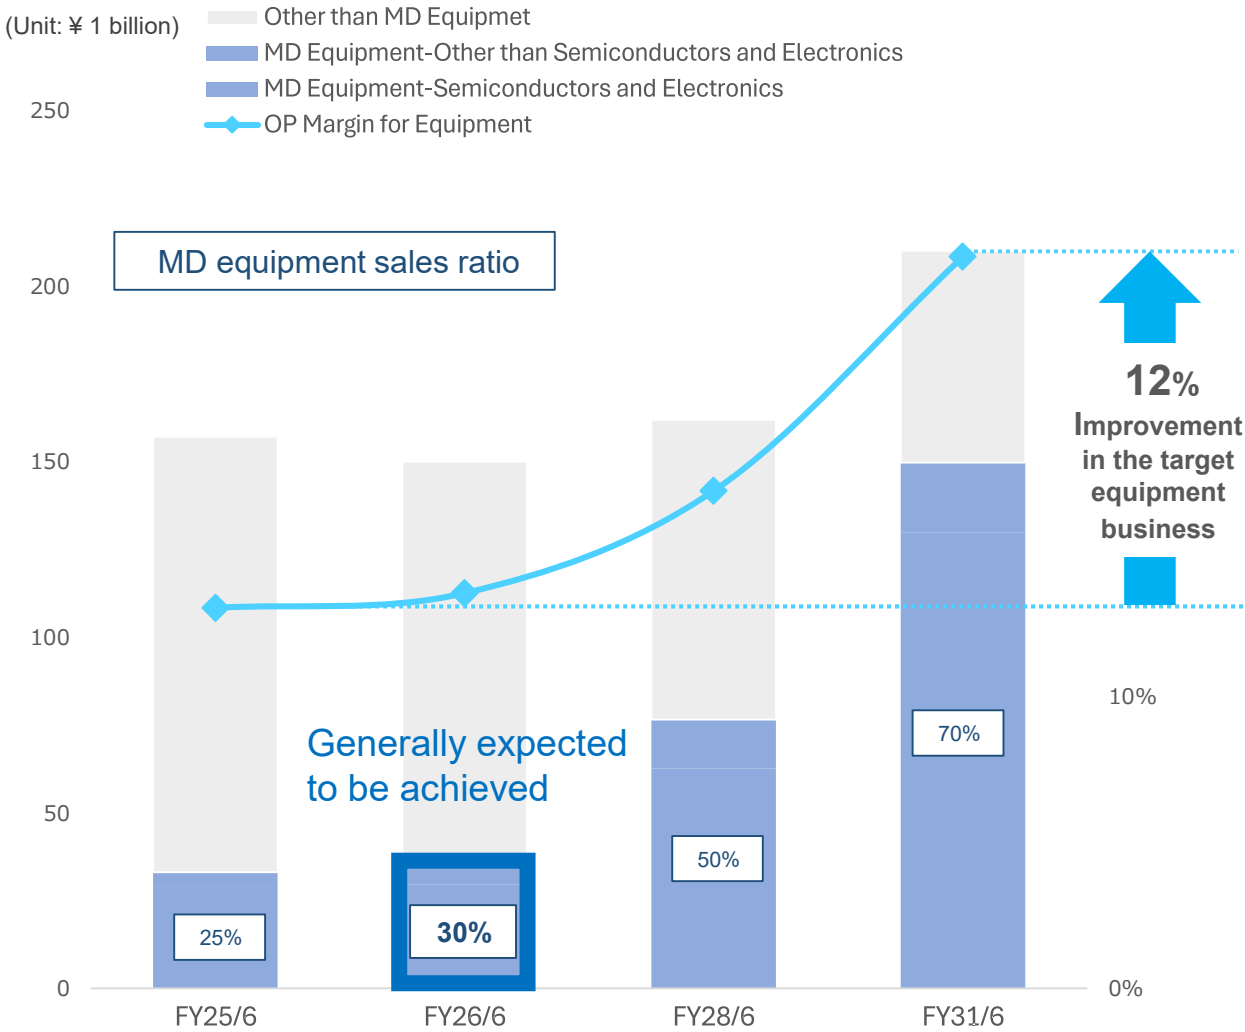 (Unit: ¥ 1 billion)
Other than MD Equipmet
MD Equipment-Other than Semiconductors and Electronics
MD Equipment-Semiconductors and Electronics
OP Margin for Equipment
250
200
150
100
50
0
MD equipment sales ratio
12%
Improvement
in the target
equipment
business
10%
0%
Generally expected
to be achieved
25%
30%
50%
70%
FY25/6
FY26/6
FY28/6
FY31/6